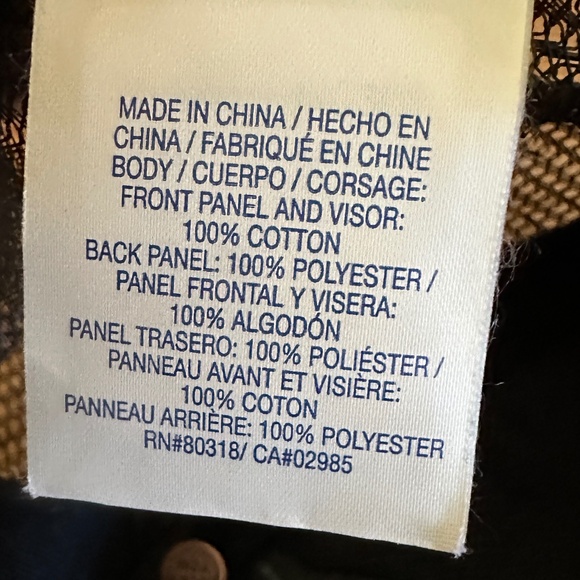 MADE IN CHINA / HECHO EN
CHINA / FABRIQUÉ EN CHINE
BODY / CUERPO / CORSAGE:
FRONT PANEL AND VISOR:
100% COTTON
BACK PANEL: 100% POLYESTER /
PANEL FRONTAL Y VISERA:
100% ALGODÓN
PANEL TRASERO: 100% POLIÉSTER /
PANNEAU AVANT ET VISIÈRE:
100% COTON
PANNEAU ARRIÈRE: 100% POLYESTER
RN#80318/ CA#02985